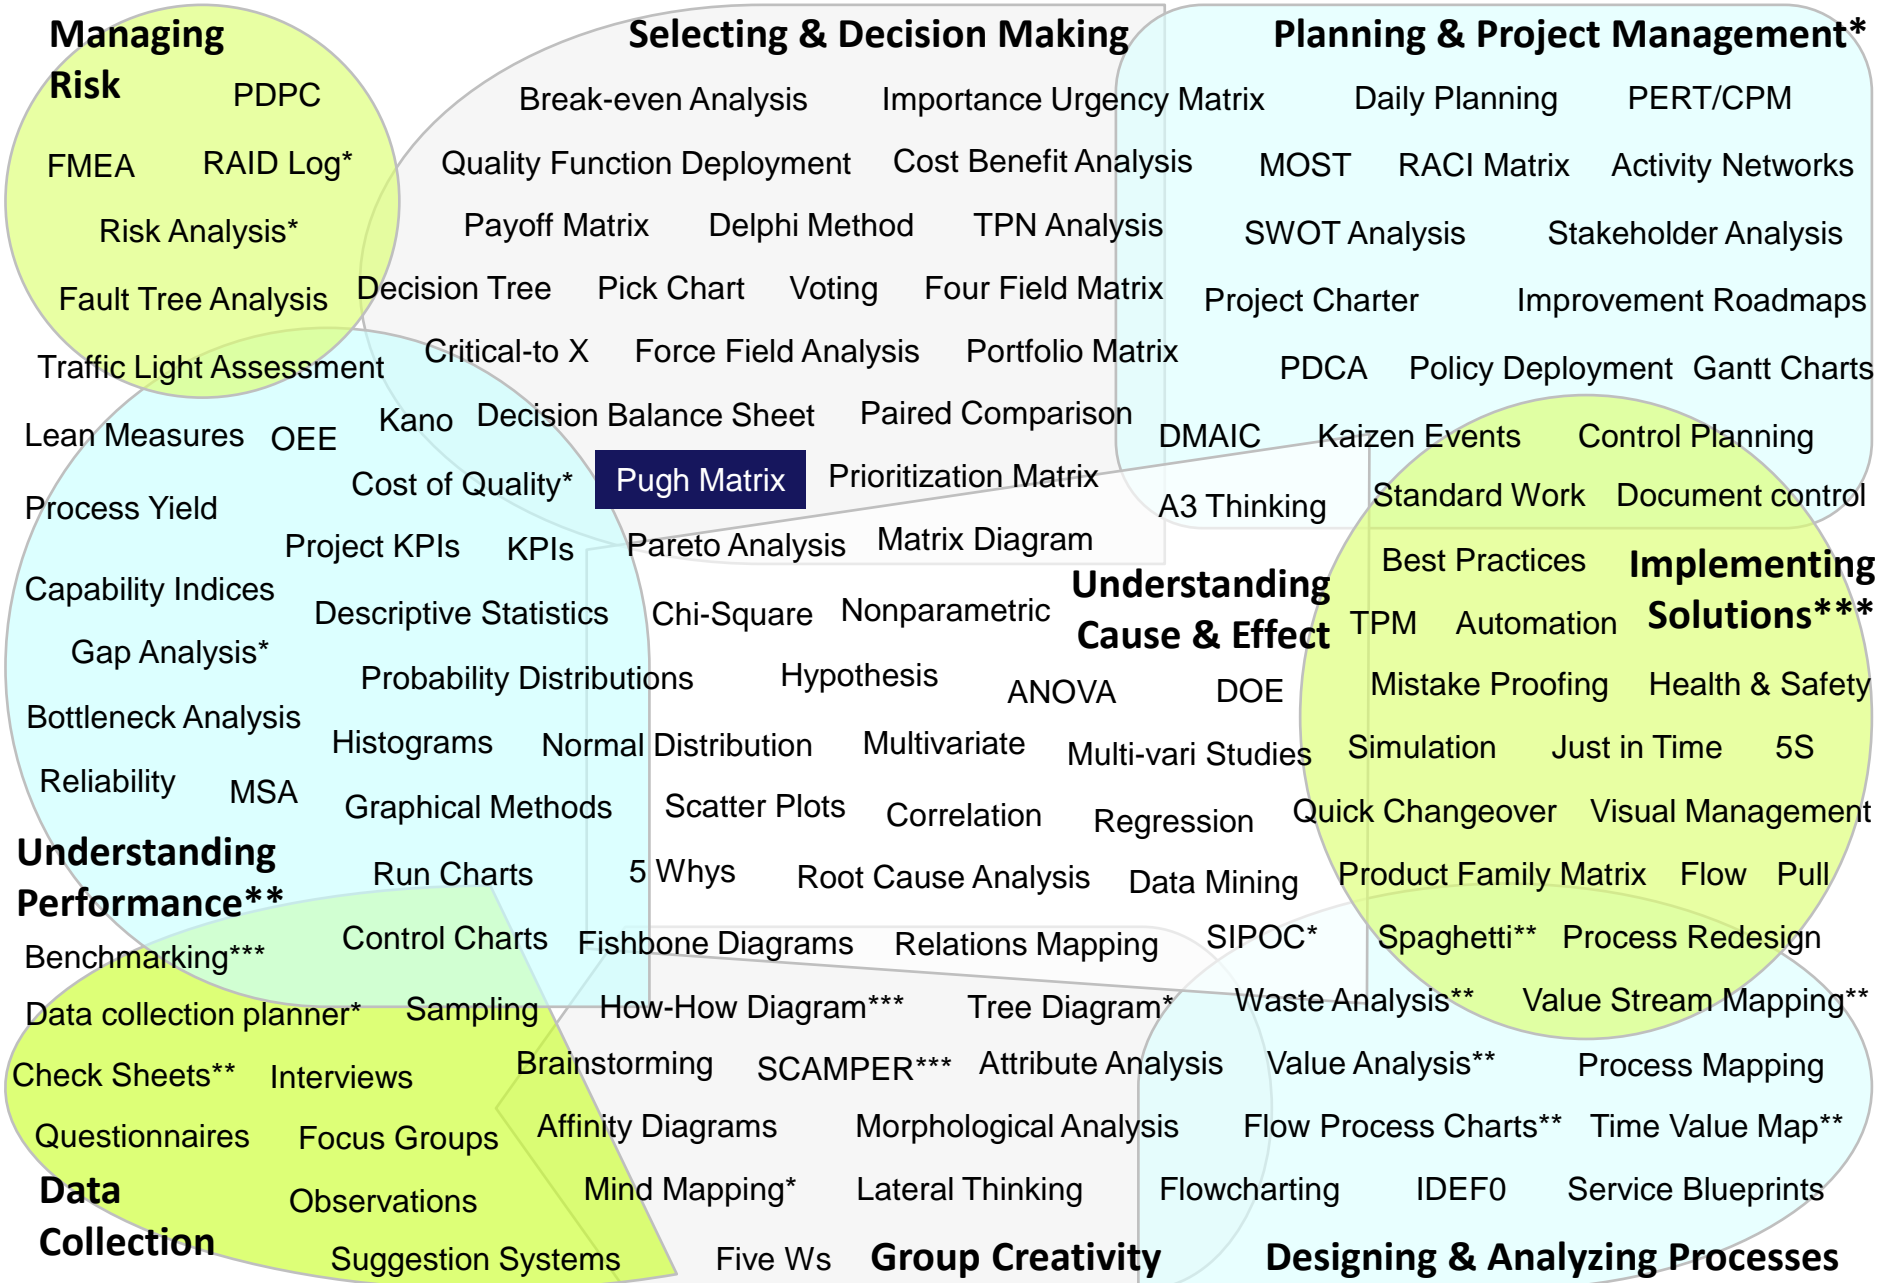 Managing
Risk
Selecting & Decision Making
Planning & Project Management*
PDPC
Break-even Analysis
Importance Urgency Matrix
Daily Planning
PERT/CPM
FMEA
RAID Log*
Quality Function Deployment
Cost Benefit Analysis
MOST
RACI Matrix
Activity Networks
Risk Analysis*
Payoff Matrix
Delphi Method
TPN Analysis
SWOT Analysis
Stakeholder Analysis
Fault Tree Analysis
Decision Tree
Pick Chart
Voting
Four Field Matrix
Project Charter
Improvement Roadmaps
Traffic Light Assessment
Critical-to X
Force Field Analysis
Portfolio Matrix
PDCA
Policy Deployment
Gantt Charts
Lean Measures
OEE
Kano
Decision Balance Sheet
Paired Comparison
DMAIC
Kaizen Events
Control Planning
Cost of Quality*
Pugh Matrix
Prioritization Matrix
A3 Thinking
Standard Work
Document control
Process Yield
Project KPIs
KPIs
Pareto Analysis
Matrix Diagram
Best Practices
Implementing
Solutions***
Capability Indices
Descriptive Statistics
Chi-Square
Nonparametric
Understanding
Cause & Effect
TPM
Automation
Gap Analysis*
Probability Distributions
Hypothesis
ANOVA
DOE
Mistake Proofing
Health & Safety
Bottleneck Analysis
Histograms
Normal Distribution
Multivariate
Multi-vari Studies
Simulation
Just in Time
5S
Reliability
MSA
Graphical Methods
Scatter Plots
Correlation
Regression
Quick Changeover
Visual Management
Understanding
Performance**
Run Charts
5 Whys
Root Cause Analysis
Data Mining
Product Family Matrix
Flow
Pull
Benchmarking***
Control Charts
Fishbone Diagrams
Relations Mapping
SIPOC*
Spaghetti**
Process Redesign
Data collection planner*
Sampling
How-How Diagram***
Tree Diagram*
Waste Analysis**
Value Stream Mapping**
Check Sheets**
Interviews
Brainstorming
SCAMPER***
Attribute Analysis
Value Analysis**
Process Mapping
Questionnaires
Focus Groups
Affinity Diagrams
Morphological Analysis
Flow Process Charts**
Time Value Map**
Data
Collection
Observations
Mind Mapping*
Lateral Thinking
Flowcharting
IDEF0
Service Blueprints
Suggestion Systems
Five Ws
Group Creativity
Designing & Analyzing Processes